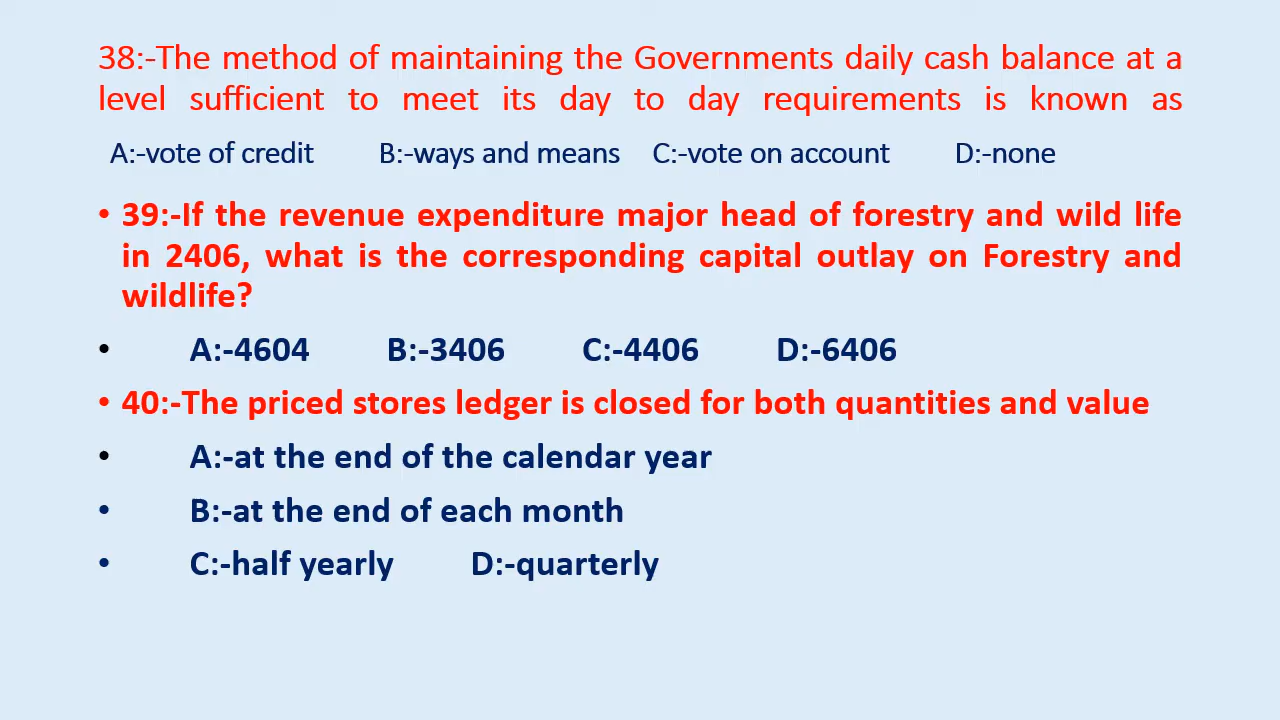 38:-The method of maintaining the Governments daily cash balance at a
level sufficient to meet its day to day requirements is known as
A:-vote of credit B:-ways and means C:-vote on account D:-none
• 39:-If the revenue expenditure major head of forestry and wild life
in 2406, what is the corresponding capital outlay on Forestry and
wildlife?
• A:-4604 B:-3406 C:-4406 D:-6406
• 40:-The priced stores ledger is closed for both quantities and value
• A:-at the end of the calendar year
• B:-at the end of each month
• C:-half yearly D:-quarterly